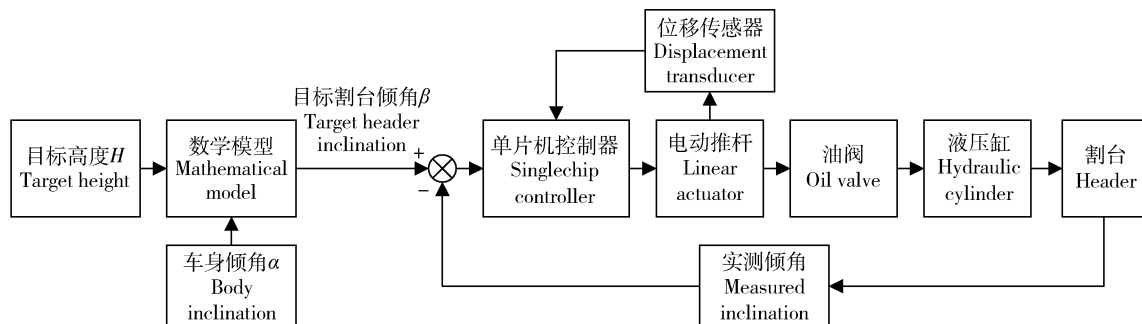 位移传感器
Displacement
transducer
目标割台倾角β
Target header
inclination
目标高度H
Target height
数学模型
Mathematical
model
+
−
单片机控制器
Singlechip
controller
电动推杆
Linear
actuator
油阀
Oil valve
液压缸
Hydraulic
cylinder
割台
Header
车身倾角α
Body
inclination
实测倾角
Measured
inclination